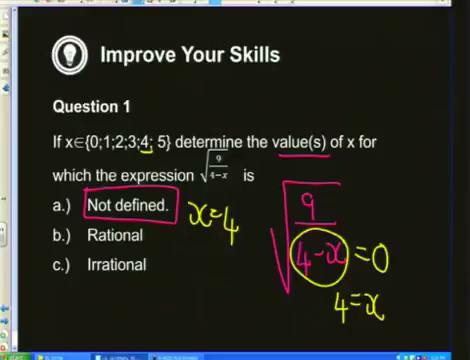 Improve Your Skills
Question 1
If x∈{0;1;2;3;4; 5} determine the value(s) of x for
which the expression √(9/(4-x)) is
a.) Not defined.
x=4
b.) Rational
c.) Irrational
√(9/(4-x))
4-x=0
4=x